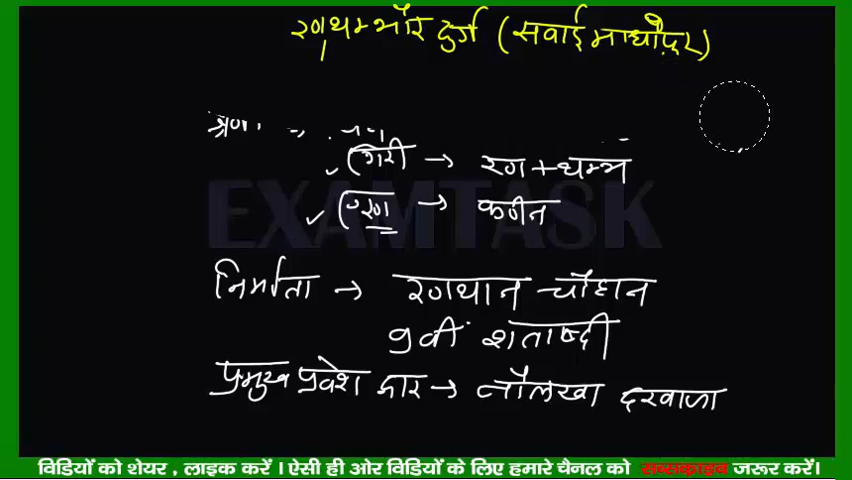 रणथम्भौर दुर्ग (सवाई माधोपुर)
गिरी → रण + थम्भ
EXAMTASK
निर्माता → रणथान चौहान
9वीं शताब्दी
प्रमुख प्रवेश द्वार → नौलखा दरवाजा
विडियों को शेयर , लाइक करें । ऐसी ही ओर विडियों के लिए हमारे चैनल को सब्सक्राइब जरूर करें।